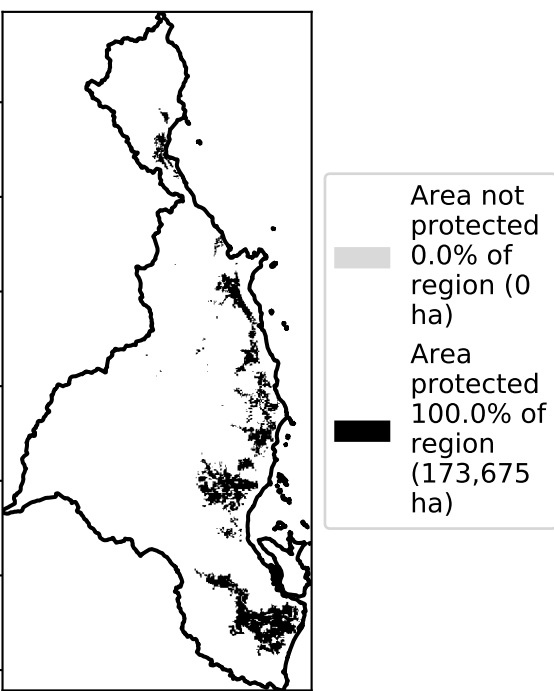 Area not
protected
0.0% of
region (0
ha)
Area
protected
100.0% of
region
(173,675
ha)